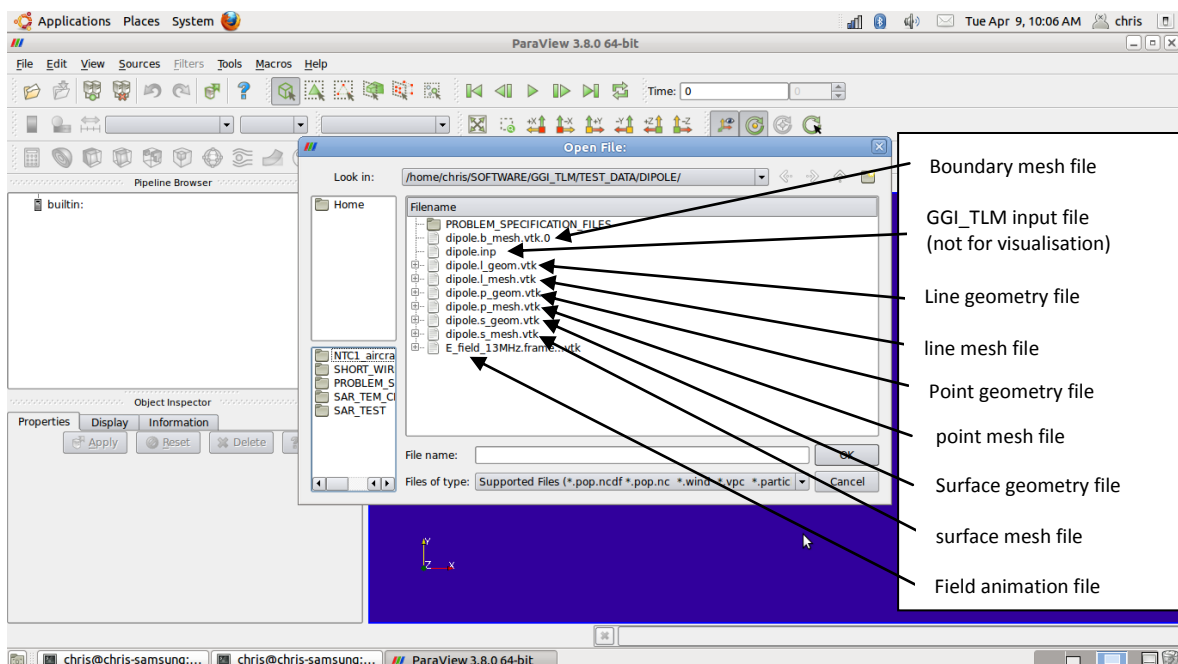 Applications Places System
Tue Apr 9, 10:06 AM chris
ParaView 3.8.0 64-bit
File Edit View Sources Filters Tools Macros Help
Time: 0 0
+X -X +Y -Y +Z -Z
Open File:
Look in: /home/chris/SOFTWARE/GGI_TLM/TEST_DATA/DIPOLE/
Pipeline Browser
builtin:
Home
Filename
PROBLEM_SPECIFICATION_FILES
dipole.b_mesh.vtk.0
dipole.inp
dipole.l_geom.vtk
dipole.l_mesh.vtk
dipole.p_geom.vtk
dipole.p_mesh.vtk
dipole.s_geom.vtk
dipole.s_mesh.vtk
E_field_13MHz.frame...vtk
NTC1_aircra
SHORT_WIR
PROBLEM_S
SAR_TEM_C
SAR_TEST
Object Inspector
Properties Display Information
Apply Reset Delete ?
File name: OK
Files of type: Supported Files (*.pop.ncdf *.pop.nc *.wind *.vpc *.partic Cancel
Boundary mesh file
GGI_TLM input file
(not for visualisation)
Line geometry file
line mesh file
Point geometry file
point mesh file
Surface geometry file
surface mesh file
Field animation file
Y
Z X
chris@chris-samsung:... chris@chris-samsung:... ParaView 3.8.0 64-bit